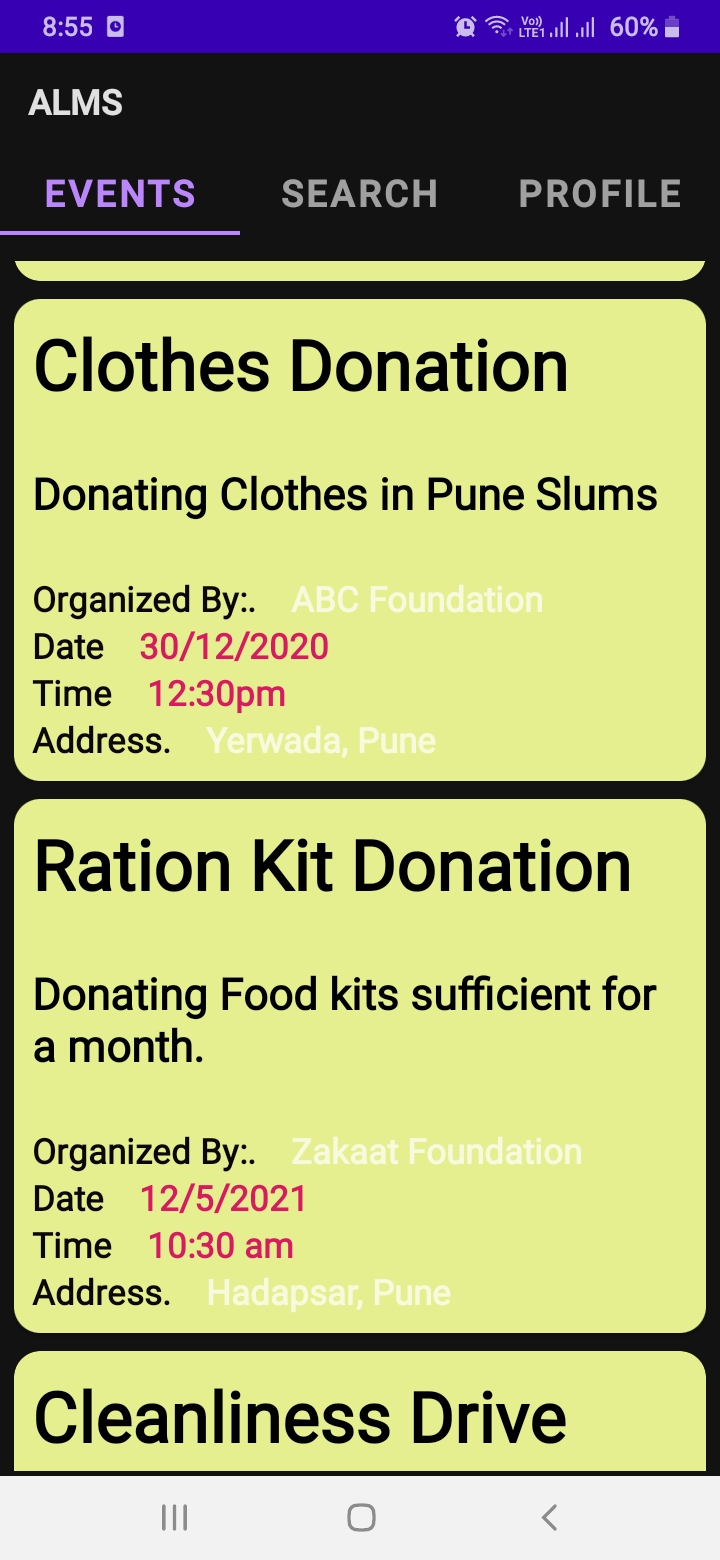 8:55 Vo)) LTE1 60%
ALMS
EVENTS SEARCH PROFILE
Clothes Donation
Donating Clothes in Pune Slums
Organized By:. ABC Foundation
Date 30/12/2020
Time 12:30pm
Address. Yerwada, Pune
Ration Kit Donation
Donating Food kits sufficient for
a month.
Organized By:. Zakaat Foundation
Date 12/5/2021
Time 10:30 am
Address. Hadapsar, Pune
Cleanliness Drive